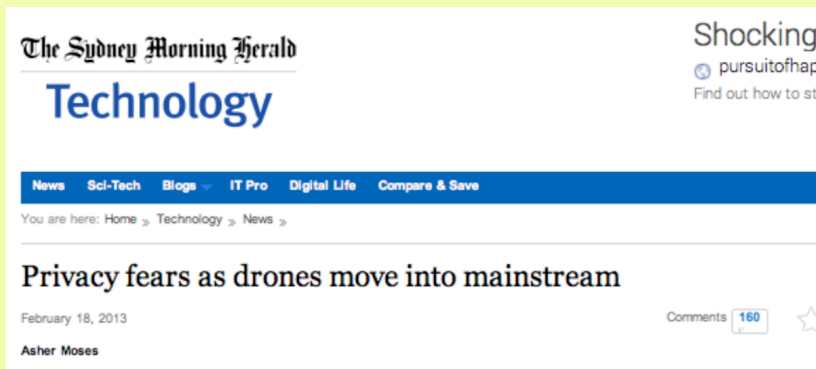 The Sydney Morning Herald
Technology
Shocking
pursuitofhap
Find out how to st
News Sci-Tech Blogs IT Pro Digital Life Compare & Save
You are here: Home » Technology » News »
Privacy fears as drones move into mainstream
February 18, 2013
Comments 160
Asher Moses